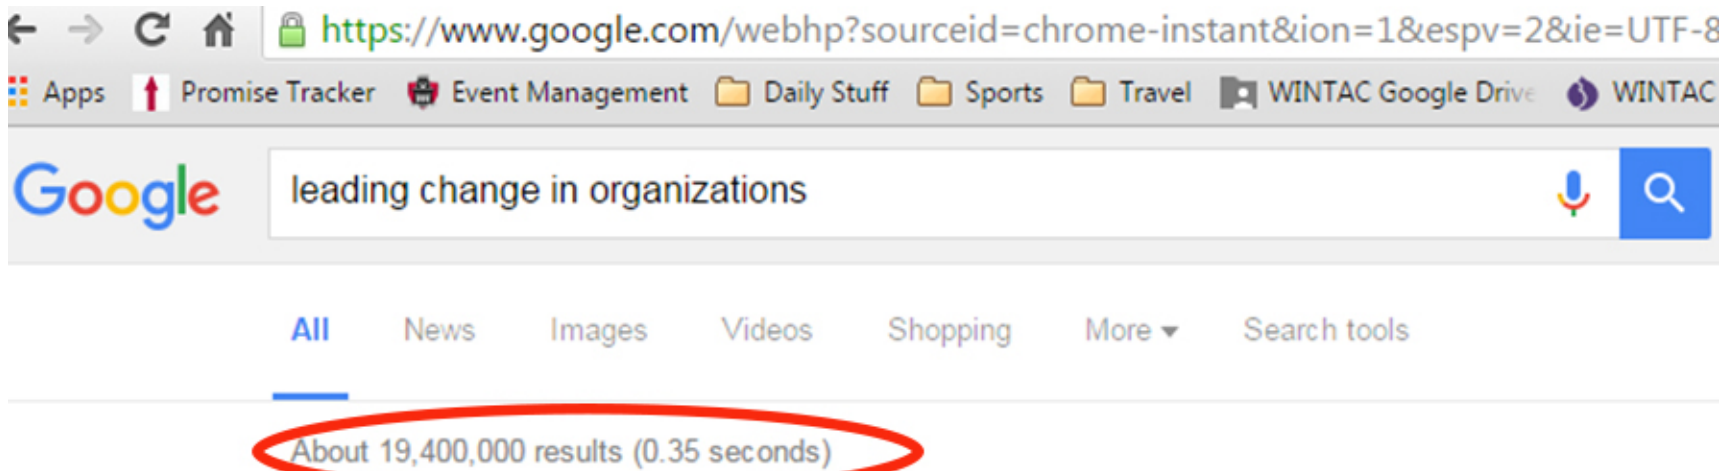 https://www.google.com/webhp?sourceid=chrome-instant&ion=1&espv=2&ie=UTF-8
Apps Promise Tracker Event Management Daily Stuff Sports Travel WINTAC Google Drive WINTAC
Google leading change in organizations
All News Images Videos Shopping More Search tools
About 19,400,000 results (0.35 seconds)